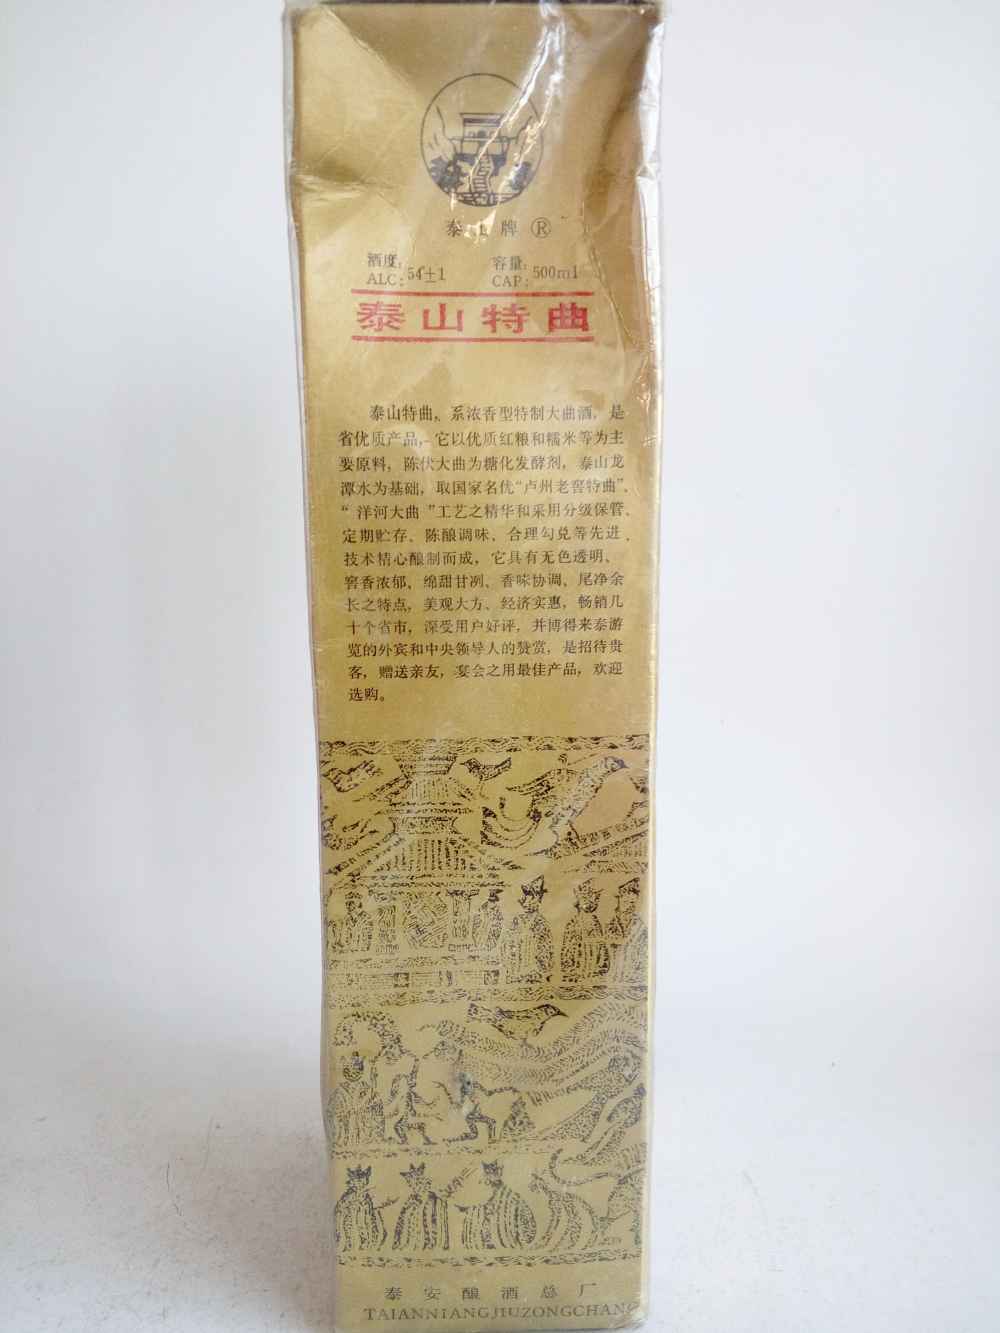 泰山牌®
酒度: 54±1 容量: 500ml
ALC: CAP:
泰山特曲
泰山特曲，系浓香型特制大曲酒，是
省优质产品，它以优质红粮和糯米等为主
要原料，陈伏大曲为糖化发酵剂，泰山龙
潭水为基础，取国家名优“卢州老窖特曲”、
“洋河大曲”工艺之精华和采用分级保管、
定期贮存、陈酿调味、合理勾兑等先进
技术精心酿制而成，它具有无色透明、
窖香浓郁、绵甜甘冽、香味协调、尾净余
长之特点，美观大方、经济实惠，畅销几
十个省市，深受用户好评，并博得来泰游
览的外宾和中央领导人的赞赏，是招待贵
客，赠送亲友，宴会之用最佳产品，欢迎
选购。
泰安酿酒总厂
TAIANNIANGJIUZONGCHANG